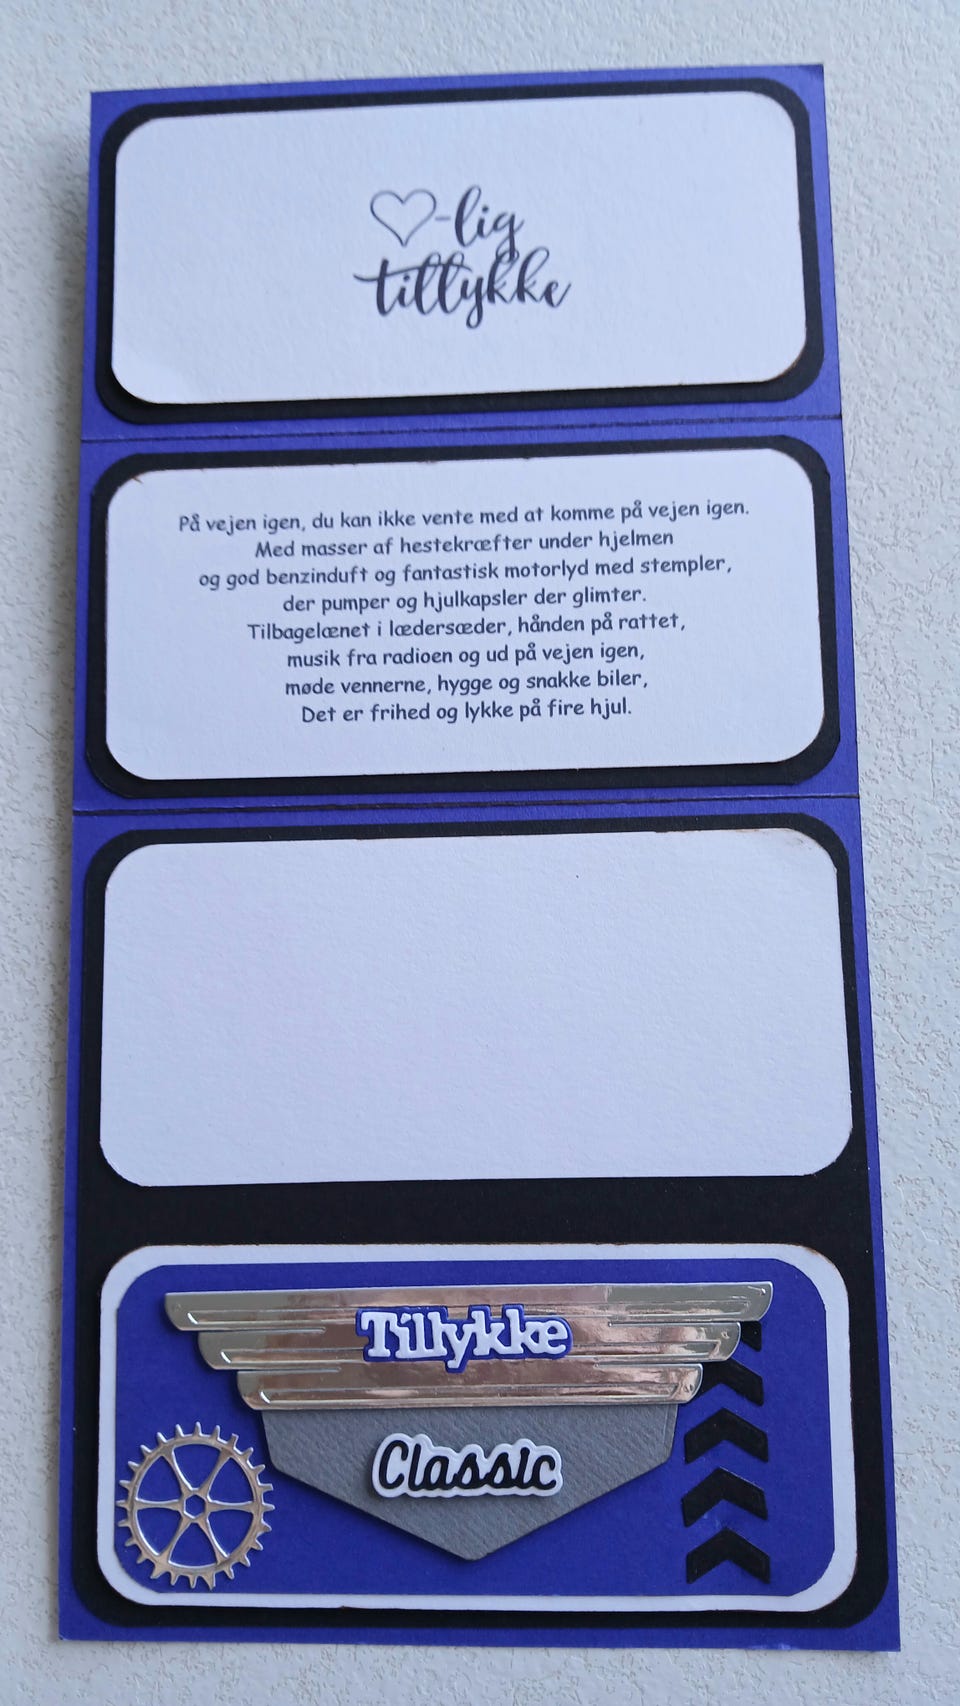 ♡-lig
tillykke
På vejen igen, du kan ikke vente med at komme på vejen igen.
Med masser af hestekræfter under hjelmen
og god benzinduft og fantastisk motorlyd med stempler,
der pumper og hjulkapsler der glimter.
Tilbagelænet i lædersæder, hånden på rattet,
musik fra radioen og ud på vejen igen,
møde vennerne, hygge og snakke biler,
Det er frihed og lykke på fire hjul.
Tillykke
Classic